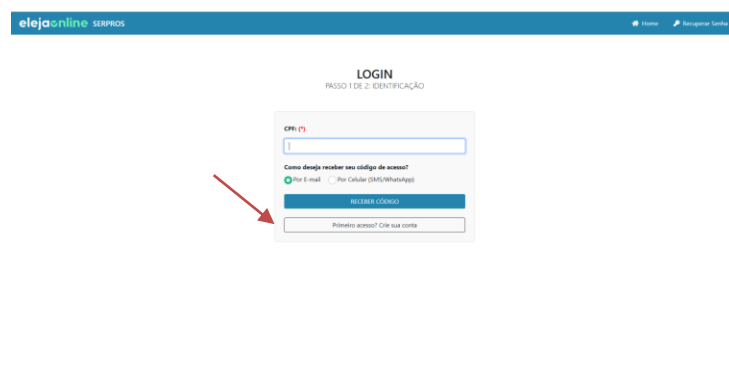 elejaonline SERPROS
Home Recuperar Senha
LOGIN
PASSO 1 DE 2: IDENTIFICAÇÃO
CPF: (*)
Como deseja receber seu código de acesso?
Por E-mail Por Celular (SMS/WhatsApp)
RECEBER CÓDIGO
Primeiro acesso? Crie sua conta